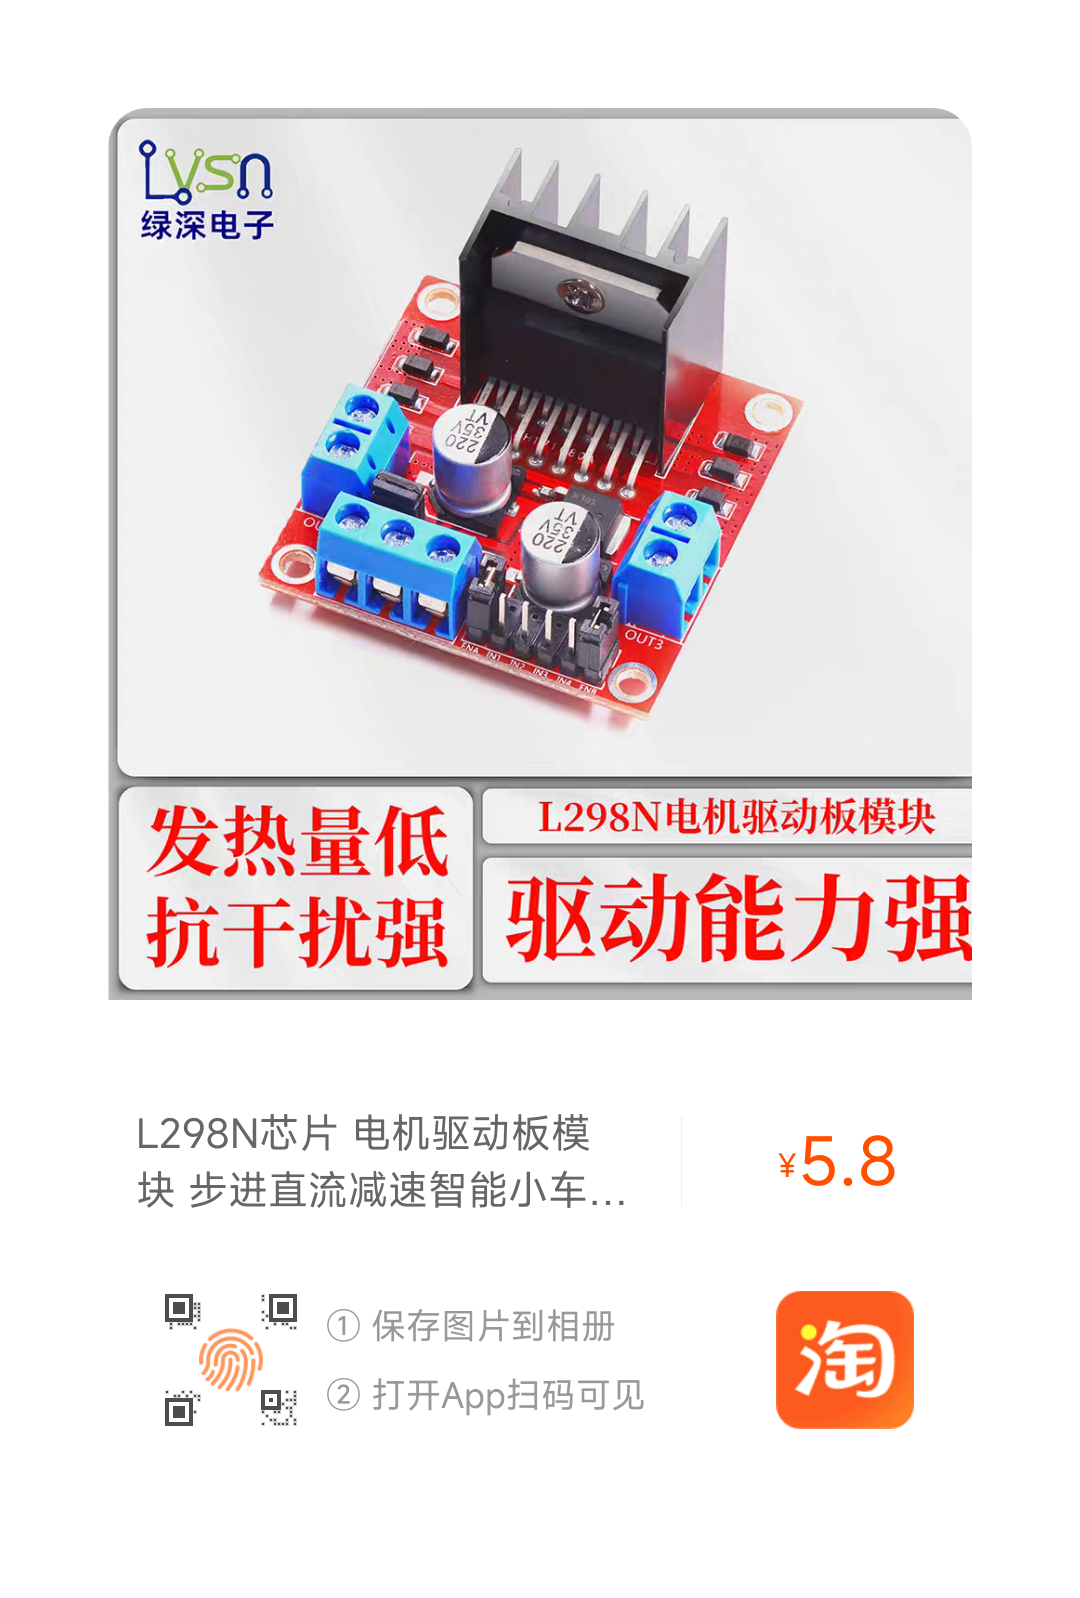 Lvsn
绿深电子
220
35V
VT
220
35V
VT
OUT3
ENA IN1 IN2 IN3 IN4 ENB
发热量低
抗干扰强
L298N电机驱动板模块
驱动能力强
L298N芯片 电机驱动板模
块 步进直流减速智能小车...
¥5.8
① 保存图片到相册
② 打开App扫码可见
淘